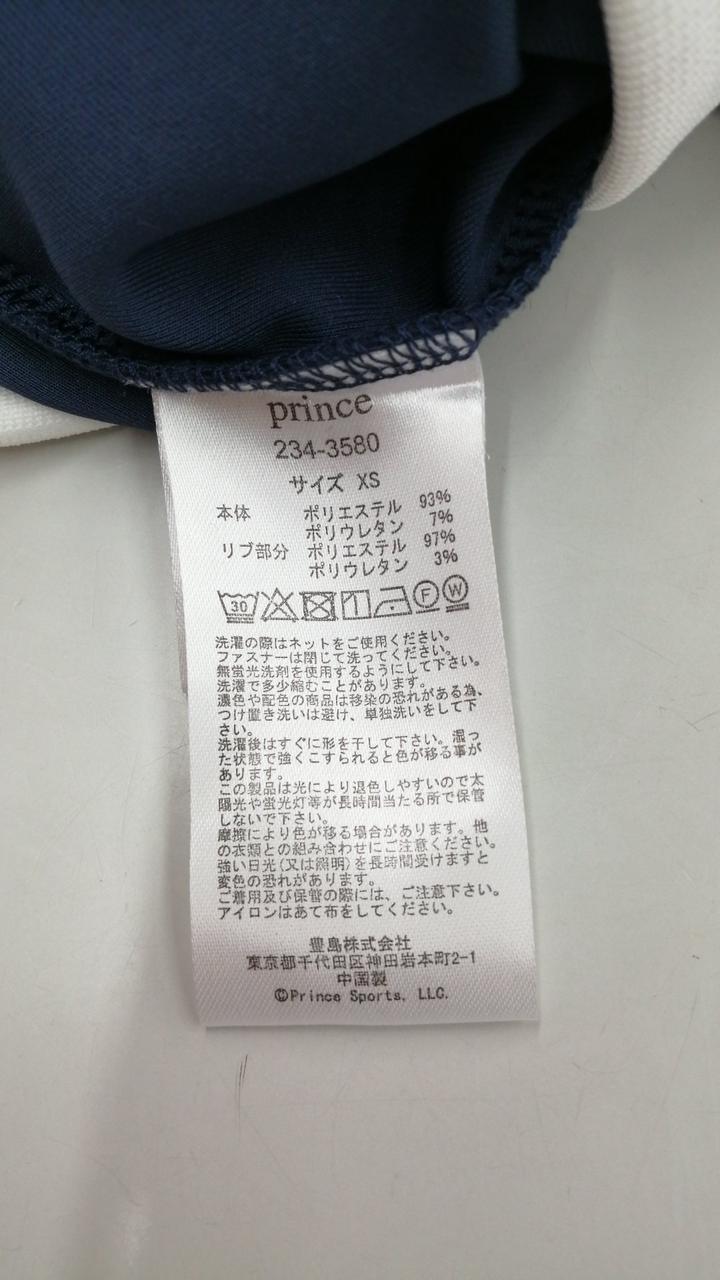 prince
234-3580
サイズ XS
本体 ポリエステル 93%
ポリウレタン 7%
リブ部分 ポリエステル 97%
ポリウレタン 3%
30 F W
洗濯の際はネットをご使用ください。
ファスナーは閉じて洗ってください。
無蛍光洗剤を使用するようにして下さい。
洗濯で多少縮むことがあります。
濃色や配色の商品は移染の恐れがある為、
つけ置き洗いは避け、単独洗いをして下
さい。
洗濯後はすぐに形を干して下さい。湿っ
た状態で強くこすられると色が移る事が
あります。
この製品は光により退色しやすいので太
陽光や蛍光灯等が長時間当たる所で保管
しないで下さい。
摩擦により色が移る場合があります。他
の衣類との組み合わせにご注意ください。
強い日光(又は照明)を長時間受けますと
変色の恐れがあります。
ご着用及び保管の際には、ご注意下さい。
アイロンはあて布をしてください。
豊島株式会社
東京都千代田区神田岩本町2-1
中国製
©Prince Sports, LLC.